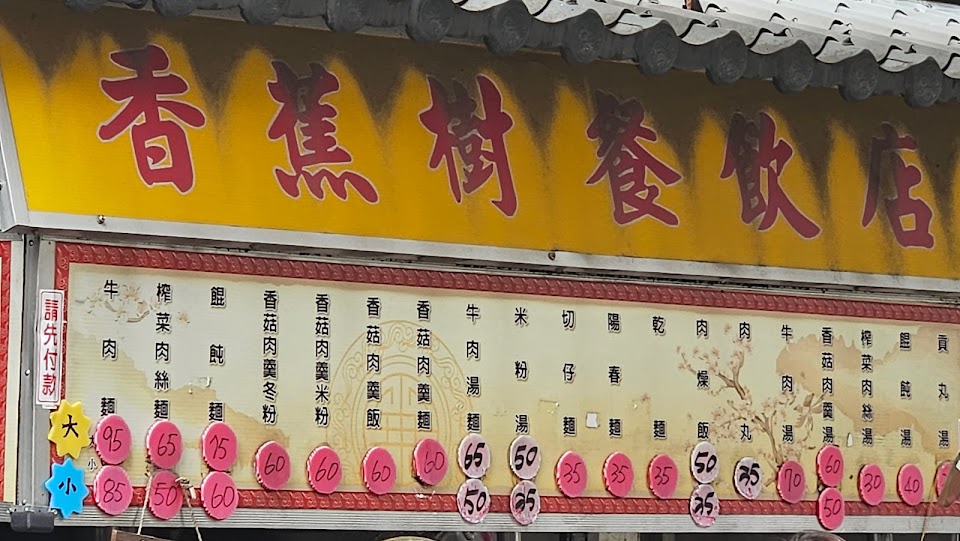 香蕉樹餐飲店
請先付款
大
小
牛肉麵
95
85
榨菜肉絲麵
65
50
餛飩麵
75
60
香菇肉羹冬粉
60
香菇肉羹米粉
60
香菇肉羹飯
60
香菇肉羹麵
60
牛肉湯麵
65
50
米粉湯
50
35
切仔麵
35
陽春麵
35
乾麵
35
肉燥飯
50
35
肉丸
35
牛肉湯
70
香菇肉羹湯
60
50
榨菜肉絲湯
30
餛飩湯
40
貢丸湯